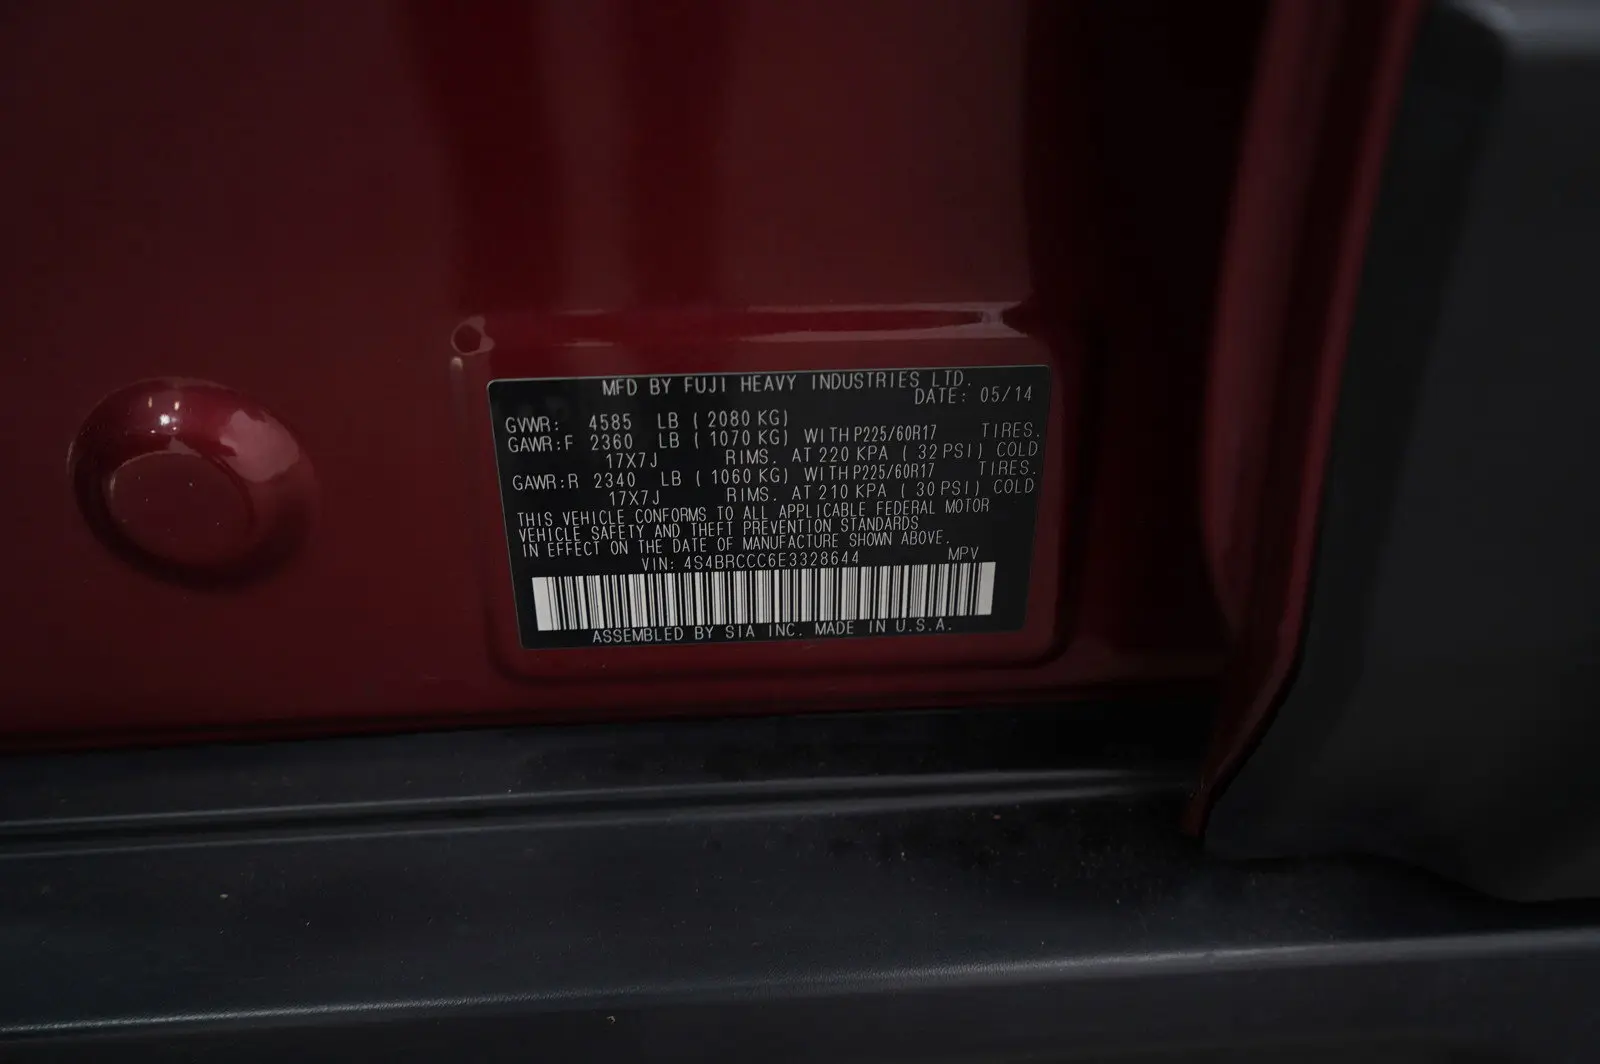 MFD BY FUJI HEAVY INDUSTRIES LTD.
DATE: 05/14
GVWR: 4585 LB ( 2080 KG)
GAWR:F 2360 LB ( 1070 KG) WITH P225/60R17 TIRES.
17X7J RIMS. AT 220 KPA ( 32 PSI) COLD
GAWR:R 2340 LB ( 1060 KG) WITH P225/60R17 TIRES.
17X7J RIMS. AT 210 KPA ( 30 PSI) COLD
THIS VEHICLE CONFORMS TO ALL APPLICABLE FEDERAL MOTOR
VEHICLE SAFETY AND THEFT PREVENTION STANDARDS
IN EFFECT ON THE DATE OF MANUFACTURE SHOWN ABOVE.
VIN: 4S4BRCCC6E3328644 MPV
ASSEMBLED BY SIA INC. MADE IN U.S.A.